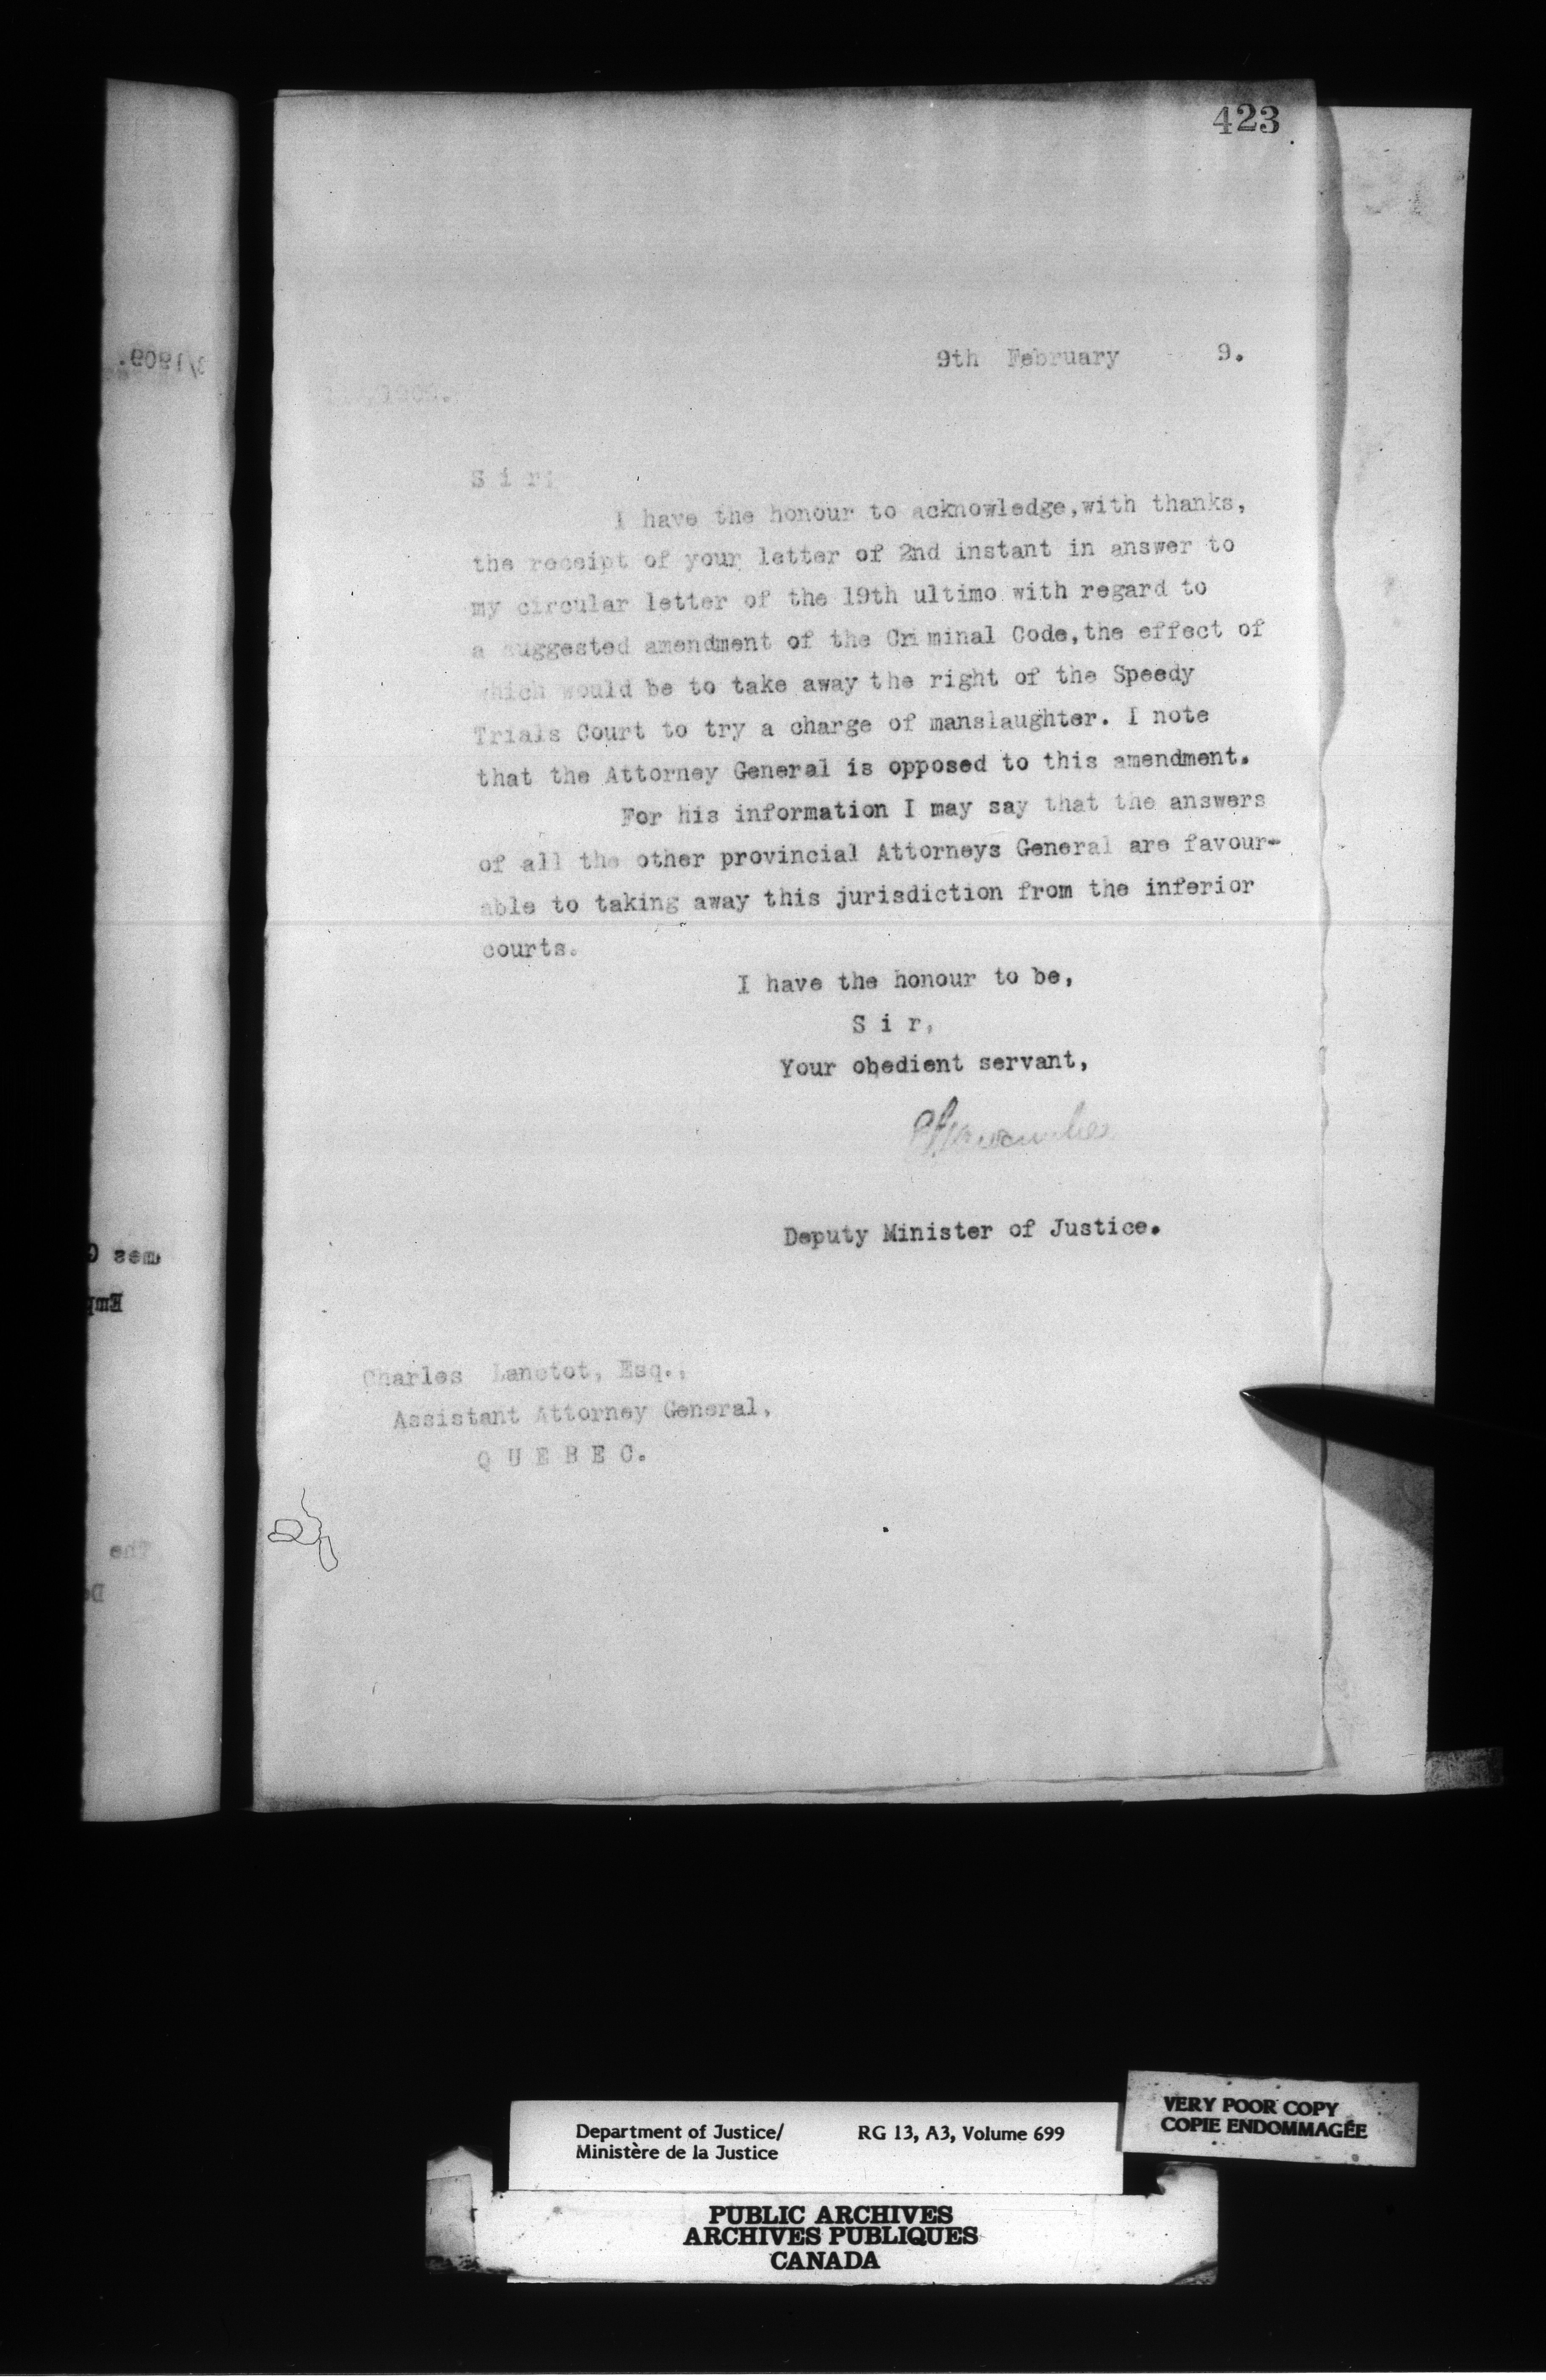 423
9th February 9.
1909.
S i r:
I have the honour to acknowledge, with thanks,
the receipt of your letter of 2nd instant in answer to
my circular letter of the 19th ultimo with regard to
a suggested amendment of the Criminal Code, the effect of
which would be to take away the right of the Speedy
Trials Court to try a charge of manslaughter. I note
that the Attorney General is opposed to this amendment.
For his information I may say that the answers
of all the other provincial Attorneys General are favour-
able to taking away this jurisdiction from the inferior
courts.
I have the honour to be,
S i r,
Your obedient servant,
Deputy Minister of Justice.
Charles Lanctot, Esq.,
Assistant Attorney General,
Q U E B E C.
Department of Justice/
Ministère de la Justice
RG 13, A3, Volume 699
VERY POOR COPY
COPIE ENDOMMAGÉE
PUBLIC ARCHIVES
ARCHIVES PUBLIQUES
CANADA